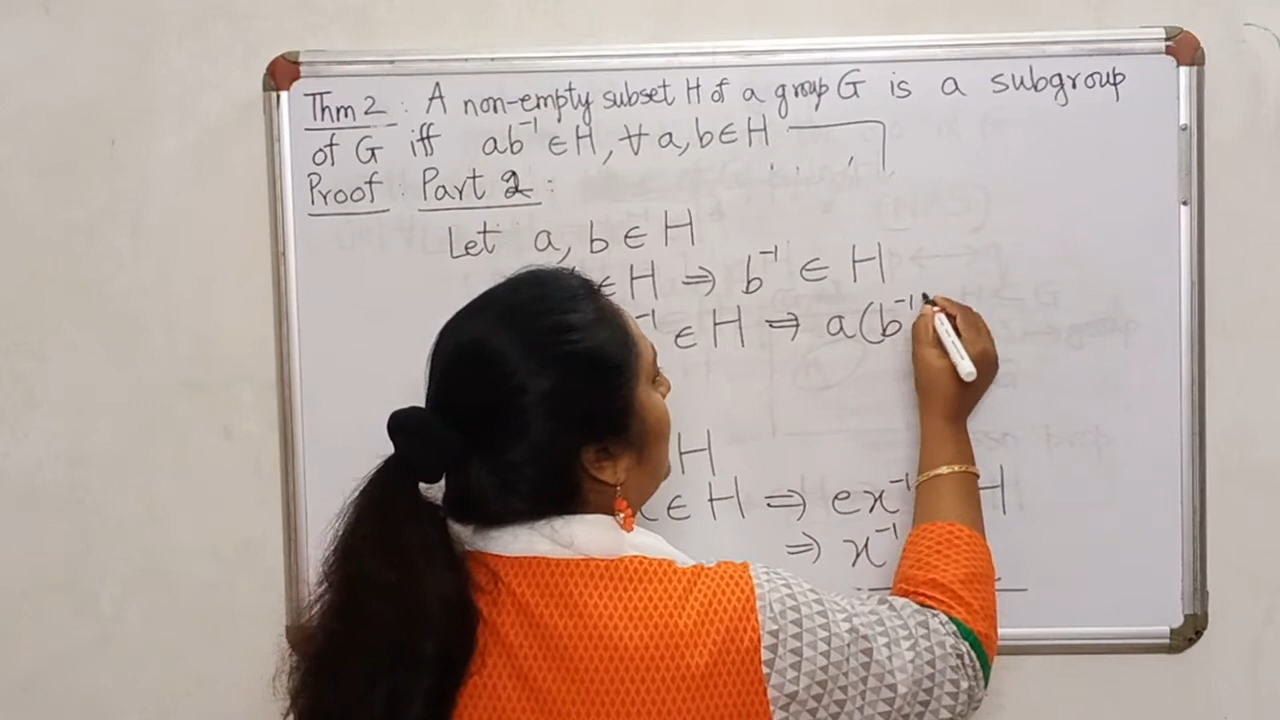 Thm 2 : A non-empty subset H of a group G is a subgroup
of G iff ab⁻¹ ∈ H, ∀ a, b ∈ H
Proof : Part 2 :
Let a, b ∈ H
∈ H ⇒ b⁻¹ ∈ H
⁻¹ ∈ H ⇒ a(b⁻¹
H
x ∈ H ⇒ ex⁻¹ H
⇒ x⁻¹